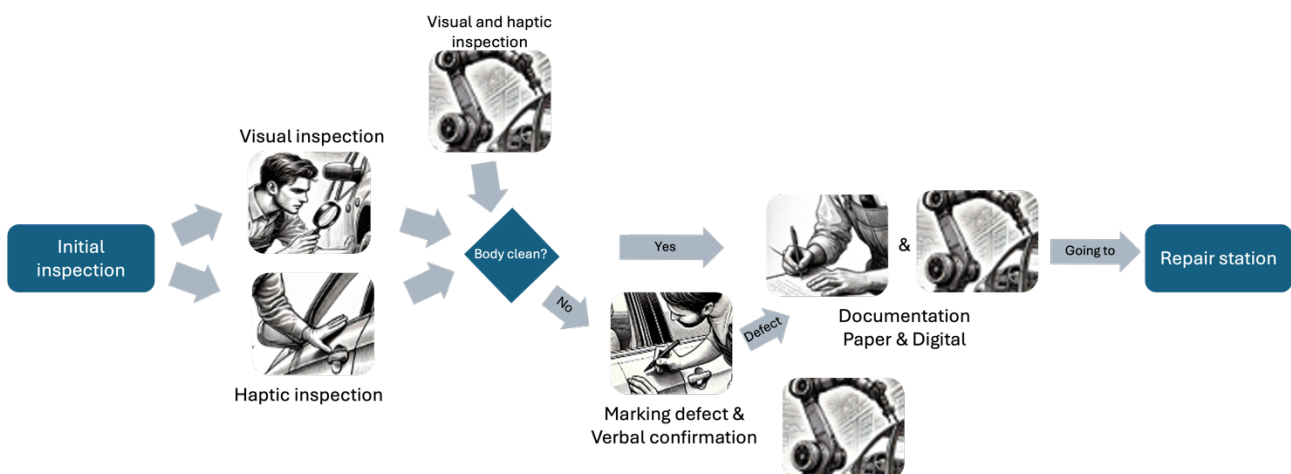 Visual and haptic
inspection
Visual inspection
Initial
inspection
Haptic inspection
Body clean?
Yes
No
Marking defect &
Verbal confirmation
Defect
&
Documentation
Paper & Digital
Going to
Repair station